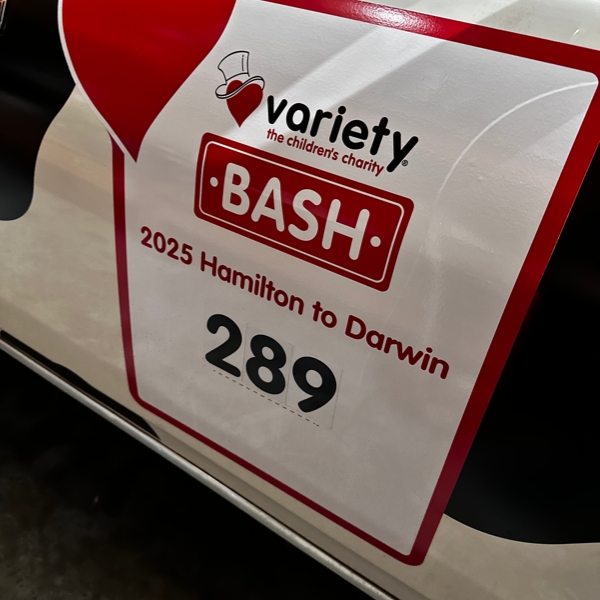 variety®
the children's charity
·BASH·
2025 Hamilton to Darwin
289